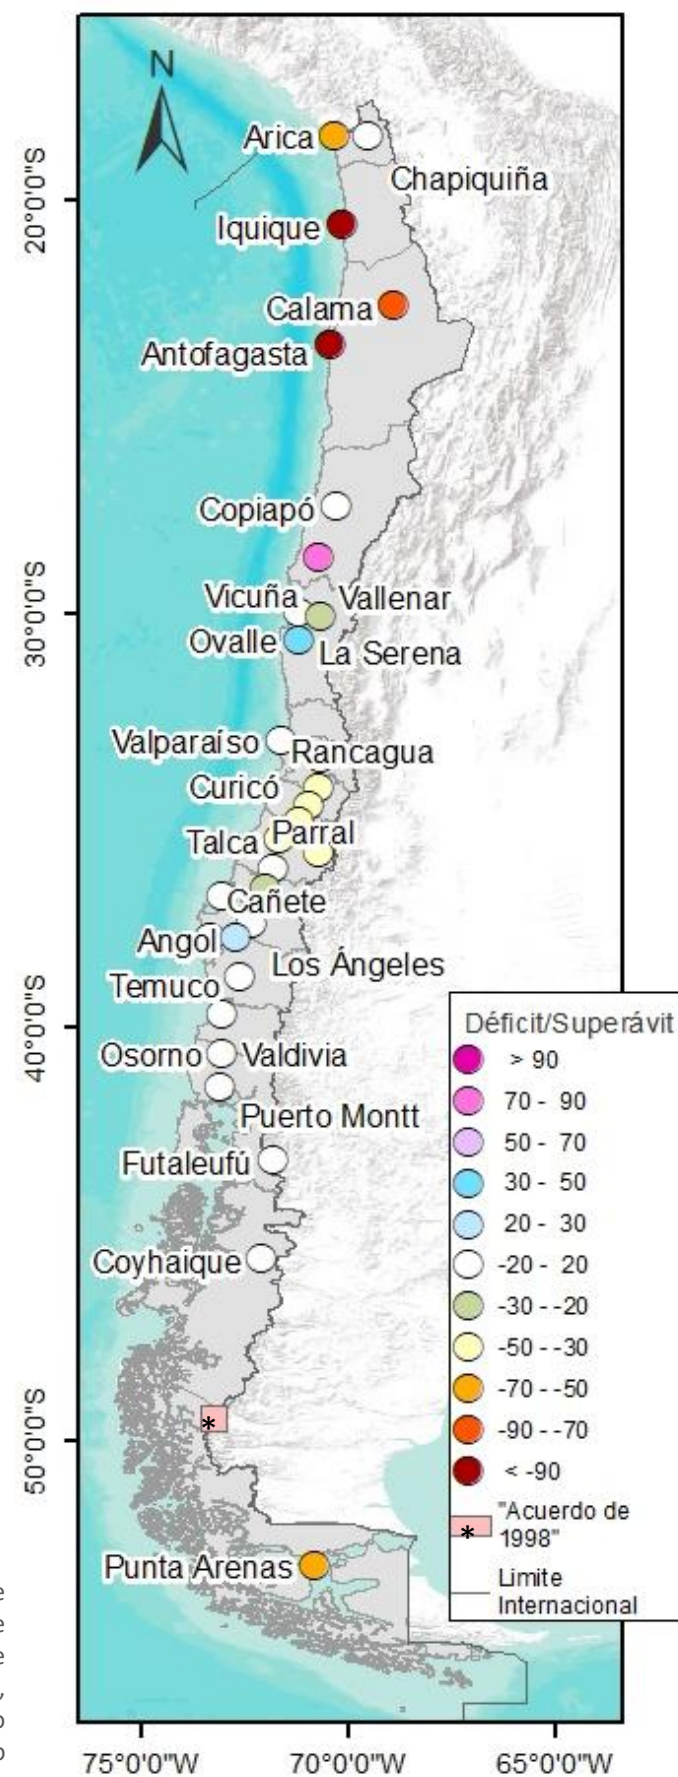 N
Arica
Chapiquiña
20°0'0"S
Iquique
Calama
Antofagasta
Copiapó
Vicuña
Vallenar
30°0'0"S
Ovalle
La Serena
Valparaíso
Rancagua
Curicó
Parral
Talca
Cañete
Angol
Los Ángeles
Temuco
40°0'0"S
Osorno
Valdivia
Puerto Montt
Futaleufú
Coyhaique
50°0'0"S
*
Punta Arenas
Déficit/Superávit
> 90
70 - 90
50 - 70
30 - 50
20 - 30
-20 - 20
-30 - -20
-50 - -30
-70 - -50
-90 - -70
< -90
* "Acuerdo de
1998"
Limite
Internacional
75°0'0"W 70°0'0"W 65°0'0"W